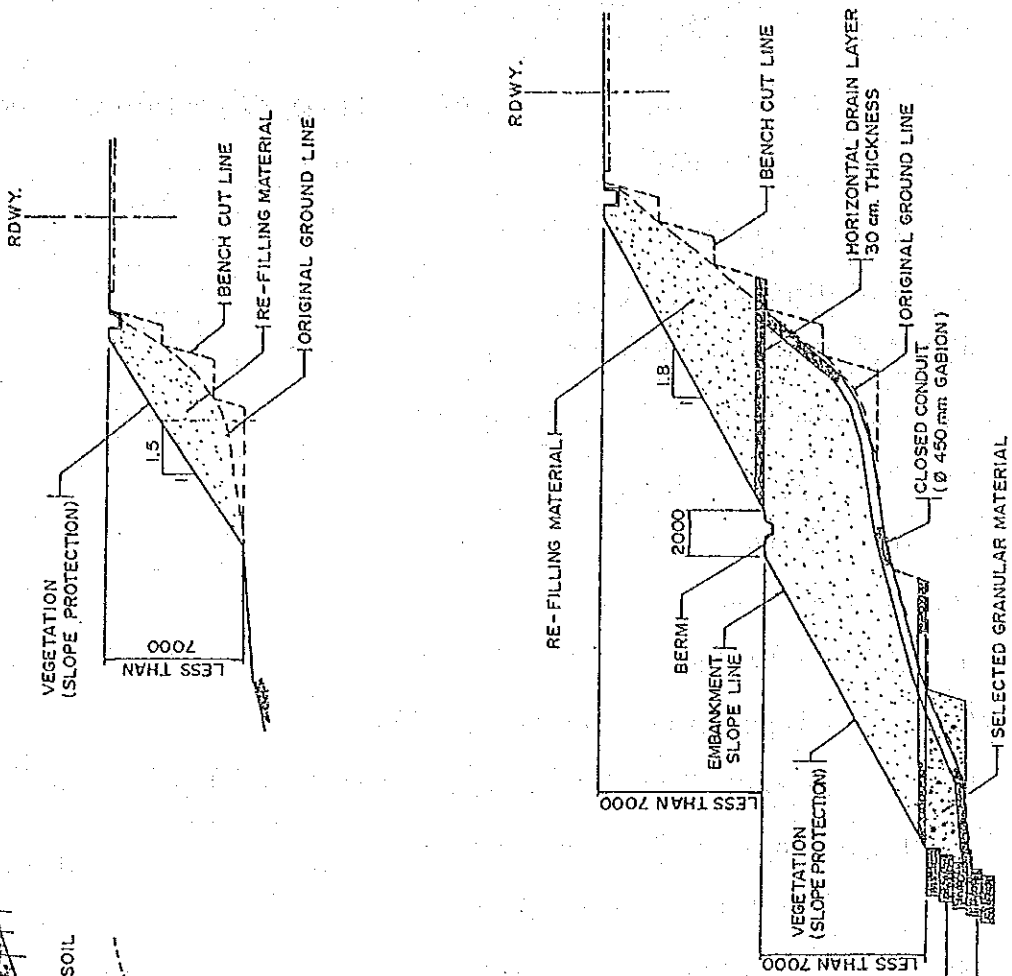 RDWY.
BENCH CUT LINE
RE-FILLING MATERIAL
ORIGINAL GROUND LINE
VEGETATION
(SLOPE PROTECTION)
1.5
1
LESS THAN
7000
SOIL
RDWY.
BENCH CUT LINE
HORIZONTAL DRAIN LAYER
30 cm. THICKNESS
ORIGINAL GROUND LINE
CLOSED CONDUIT
(Ø 450 mm GABION)
SELECTED GRANULAR MATERIAL
RE-FILLING MATERIAL
1.8
1
2000
BERM
EMBANKMENT
SLOPE LINE
VEGETATION
(SLOPE PROTECTION)
LESS THAN 7000
LESS THAN 7000